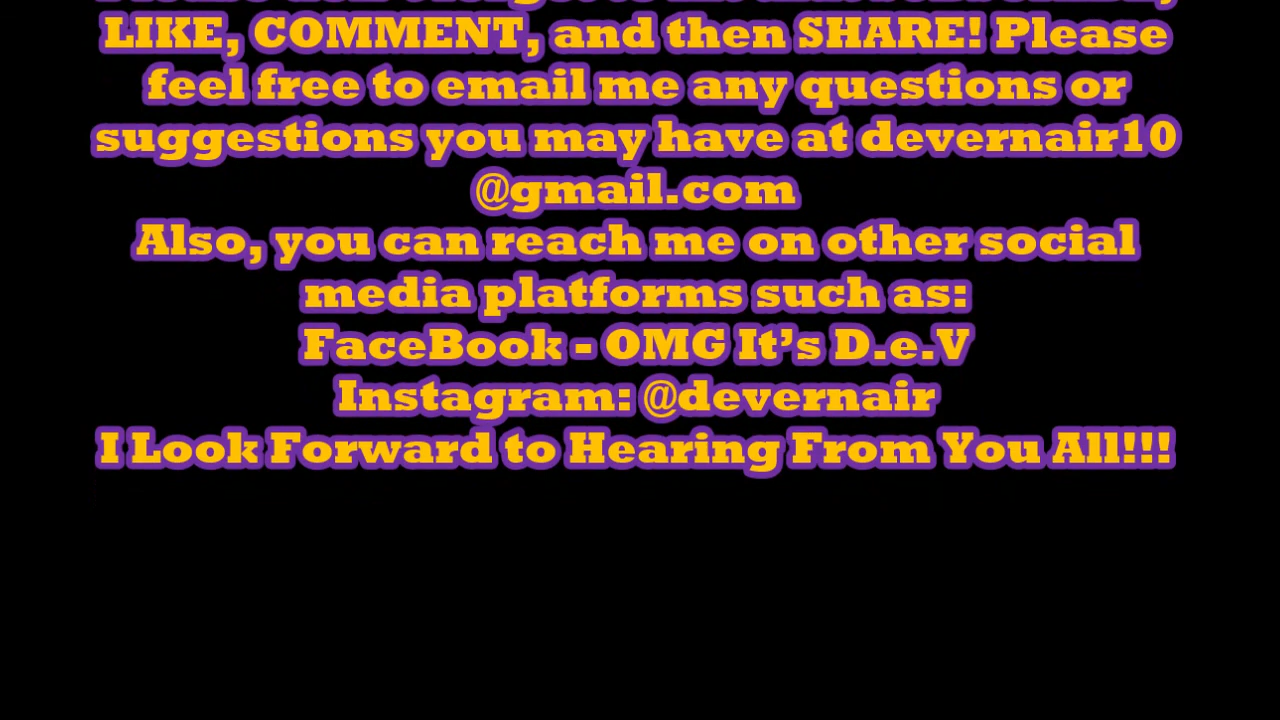 LIKE, COMMENT, and then SHARE! Please
feel free to email me any questions or
suggestions you may have at devernair10
@gmail.com
Also, you can reach me on other social
media platforms such as:
FaceBook - OMG It’s D.e.V
Instagram: @devernair
I Look Forward to Hearing From You All!!!